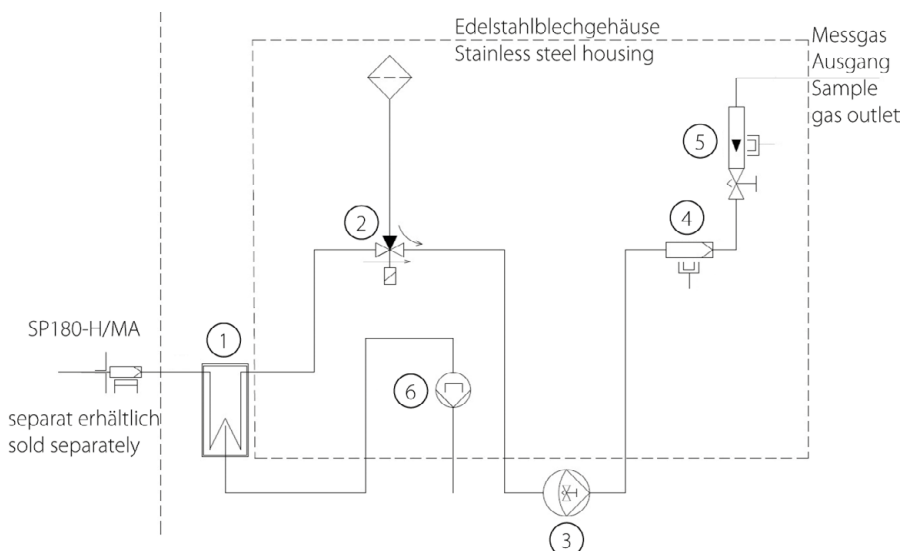 Edelstahlblechgehäuse
Stainless steel housing
Messgas
Ausgang
Sample
gas outlet
5
2
4
SP180-H/MA
1
6
separat erhältlich
sold separately
3